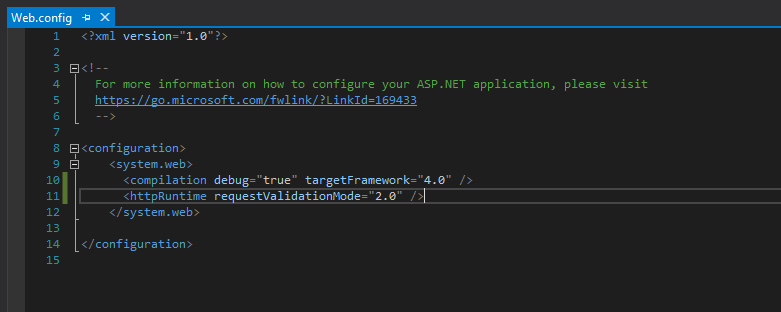 Web.config
1 <?xml version="1.0"?>
2
3 <!--
4 For more information on how to configure your ASP.NET application, please visit
5 https://go.microsoft.com/fwlink/?LinkId=169433
6 -->
7
8 <configuration>
9 <system.web>
10 <compilation debug="true" targetFramework="4.0" />
11 <httpRuntime requestValidationMode="2.0" />
12 </system.web>
13
14 </configuration>
15